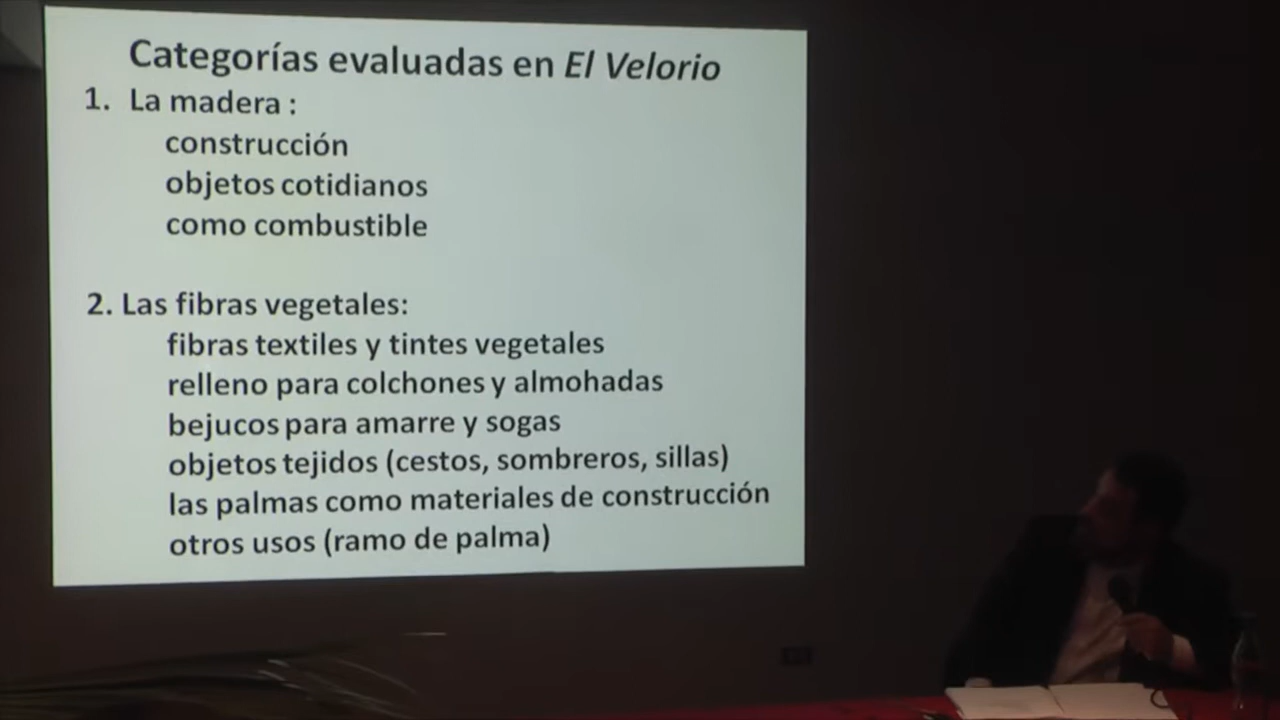 Categorías evaluadas en El Velorio
1. La madera :
construcción
objetos cotidianos
como combustible
2. Las fibras vegetales:
fibras textiles y tintes vegetales
relleno para colchones y almohadas
bejucos para amarre y sogas
objetos tejidos (cestos, sombreros, sillas)
las palmas como materiales de construcción
otros usos (ramo de palma)